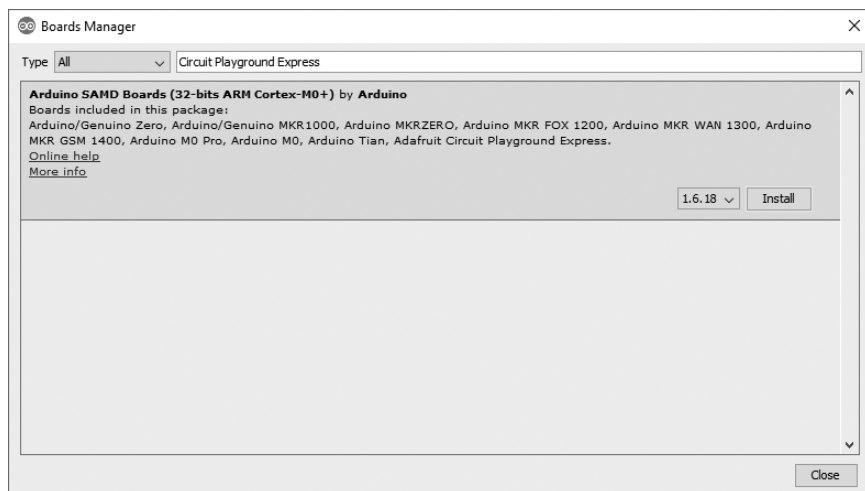 Boards Manager
Type All Circuit Playground Express
Arduino SAMD Boards (32-bits ARM Cortex-M0+) by Arduino
Boards included in this package:
Arduino/Genuino Zero, Arduino/Genuino MKR1000, Arduino MKRZERO, Arduino MKR FOX 1200, Arduino MKR WAN 1300, Arduino
MKR GSM 1400, Arduino M0 Pro, Arduino M0, Arduino Tian, Adafruit Circuit Playground Express.
Online help
More info
1.6.18 Install
Close